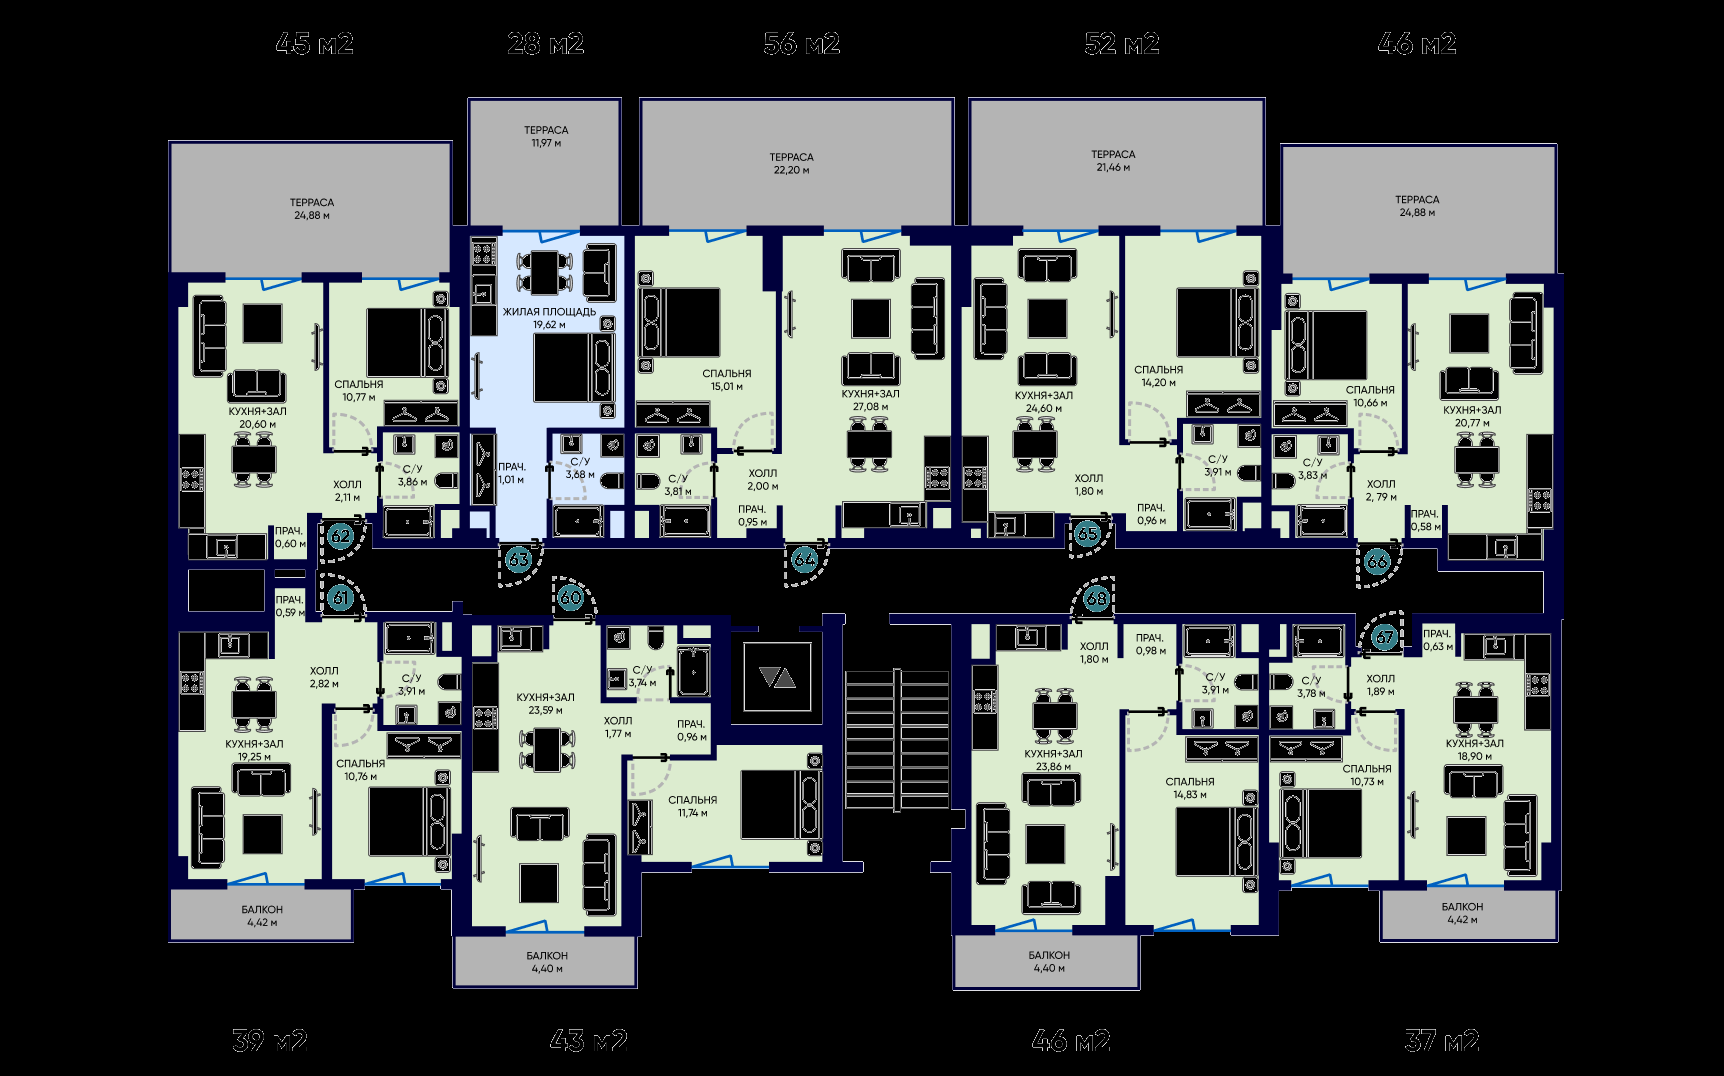 45 м2
28 м2
56 м2
52 м2
46 м2
ТЕРРАСА
24,88 м
ТЕРРАСА
11,97 м
ТЕРРАСА
22,20 м
ТЕРРАСА
21,46 м
ТЕРРАСА
24,88 м
КУХНЯ+ЗАЛ
20,60 м
СПАЛЬНЯ
10,77 м
С/У
3,86 м
ХОЛЛ
2,11 м
ПРАЧ.
0,60 м
62
ЖИЛАЯ ПЛОЩАДЬ
19,62 м
ПРАЧ.
1,01 м
С/У
3,68 м
63
СПАЛЬНЯ
15,01 м
С/У
3,81 м
ХОЛЛ
2,00 м
ПРАЧ.
0,95 м
КУХНЯ+ЗАЛ
27,08 м
64
КУХНЯ+ЗАЛ
24,60 м
СПАЛЬНЯ
14,20 м
С/У
3,91 м
ХОЛЛ
1,80 м
ПРАЧ.
0,96 м
65
СПАЛЬНЯ
10,66 м
С/У
3,83 м
ХОЛЛ
2,79 м
КУХНЯ+ЗАЛ
20,77 м
ПРАЧ.
0,58 м
66
61
ПРАЧ.
0,59 м
ХОЛЛ
2,82 м
С/У
3,91 м
КУХНЯ+ЗАЛ
19,25 м
СПАЛЬНЯ
10,76 м
БАЛКОН
4,42 м
60
КУХНЯ+ЗАЛ
23,59 м
С/У
3,74 м
ХОЛЛ
1,77 м
ПРАЧ.
0,96 м
СПАЛЬНЯ
11,74 м
БАЛКОН
4,40 м
68
ХОЛЛ
1,80 м
ПРАЧ.
0,98 м
С/У
3,91 м
КУХНЯ+ЗАЛ
23,86 м
СПАЛЬНЯ
14,83 м
БАЛКОН
4,40 м
67
ПРАЧ.
0,63 м
С/У
3,78 м
ХОЛЛ
1,89 м
КУХНЯ+ЗАЛ
18,90 м
СПАЛЬНЯ
10,73 м
БАЛКОН
4,42 м
39 м2
43 м2
46 м2
37 м2